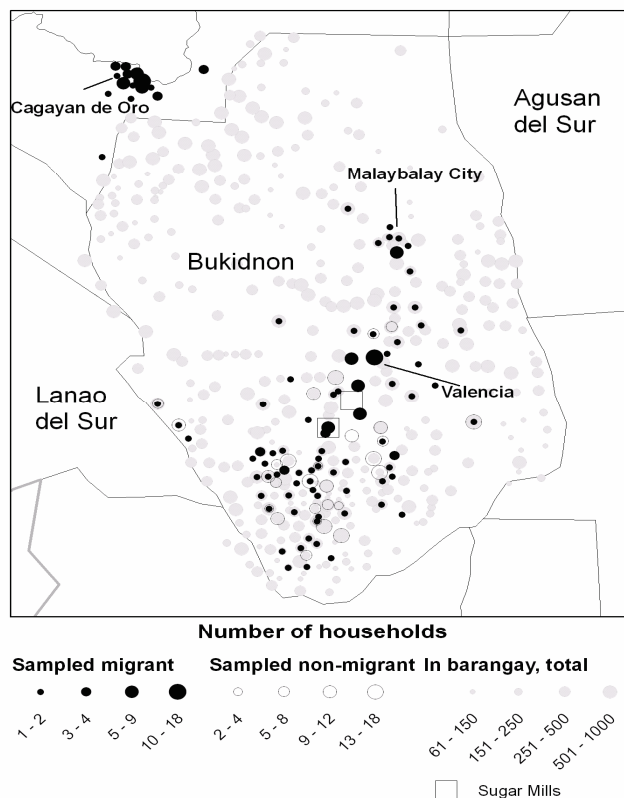 Cagayan de Oro
Agusan
del Sur
Malaybalay City
Bukidnon
Lanao
del Sur
Valencia
Number of households
Sampled migrant Sampled non-migrant In barangay, total
1 - 2 3 - 4 5 - 9 10 - 18 2 - 4 5 - 8 9 - 12 13 - 18 61 - 150 151 - 250 251 - 500 501 - 1000
Sugar Mills